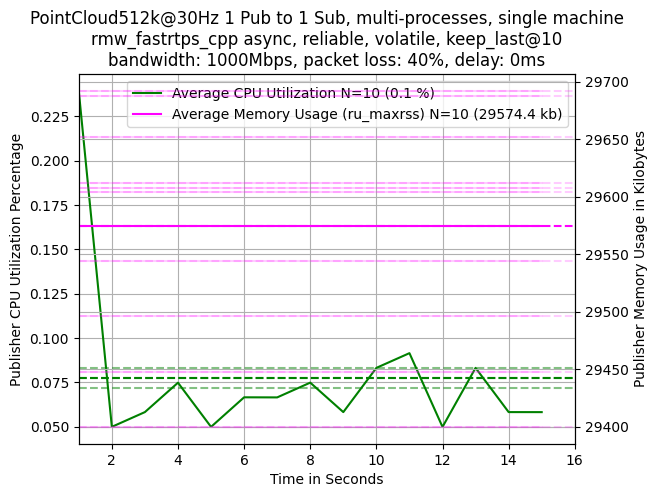 PointCloud512k@30Hz 1 Pub to 1 Sub, multi-processes, single machine
rmw_fastrtps_cpp async, reliable, volatile, keep_last@10
bandwidth: 1000Mbps, packet loss: 40%, delay: 0ms
Average CPU Utilization N=10 (0.1 %)
Average Memory Usage (ru_maxrss) N=10 (29574.4 kb)
Publisher CPU Utilization Percentage
0.225
0.200
0.175
0.150
0.125
0.100
0.075
0.050
29700
29650
29600
29550
29500
29450
29400
Publisher Memory Usage in Kilobytes
2 4 6 8 10 12 14 16
Time in Seconds